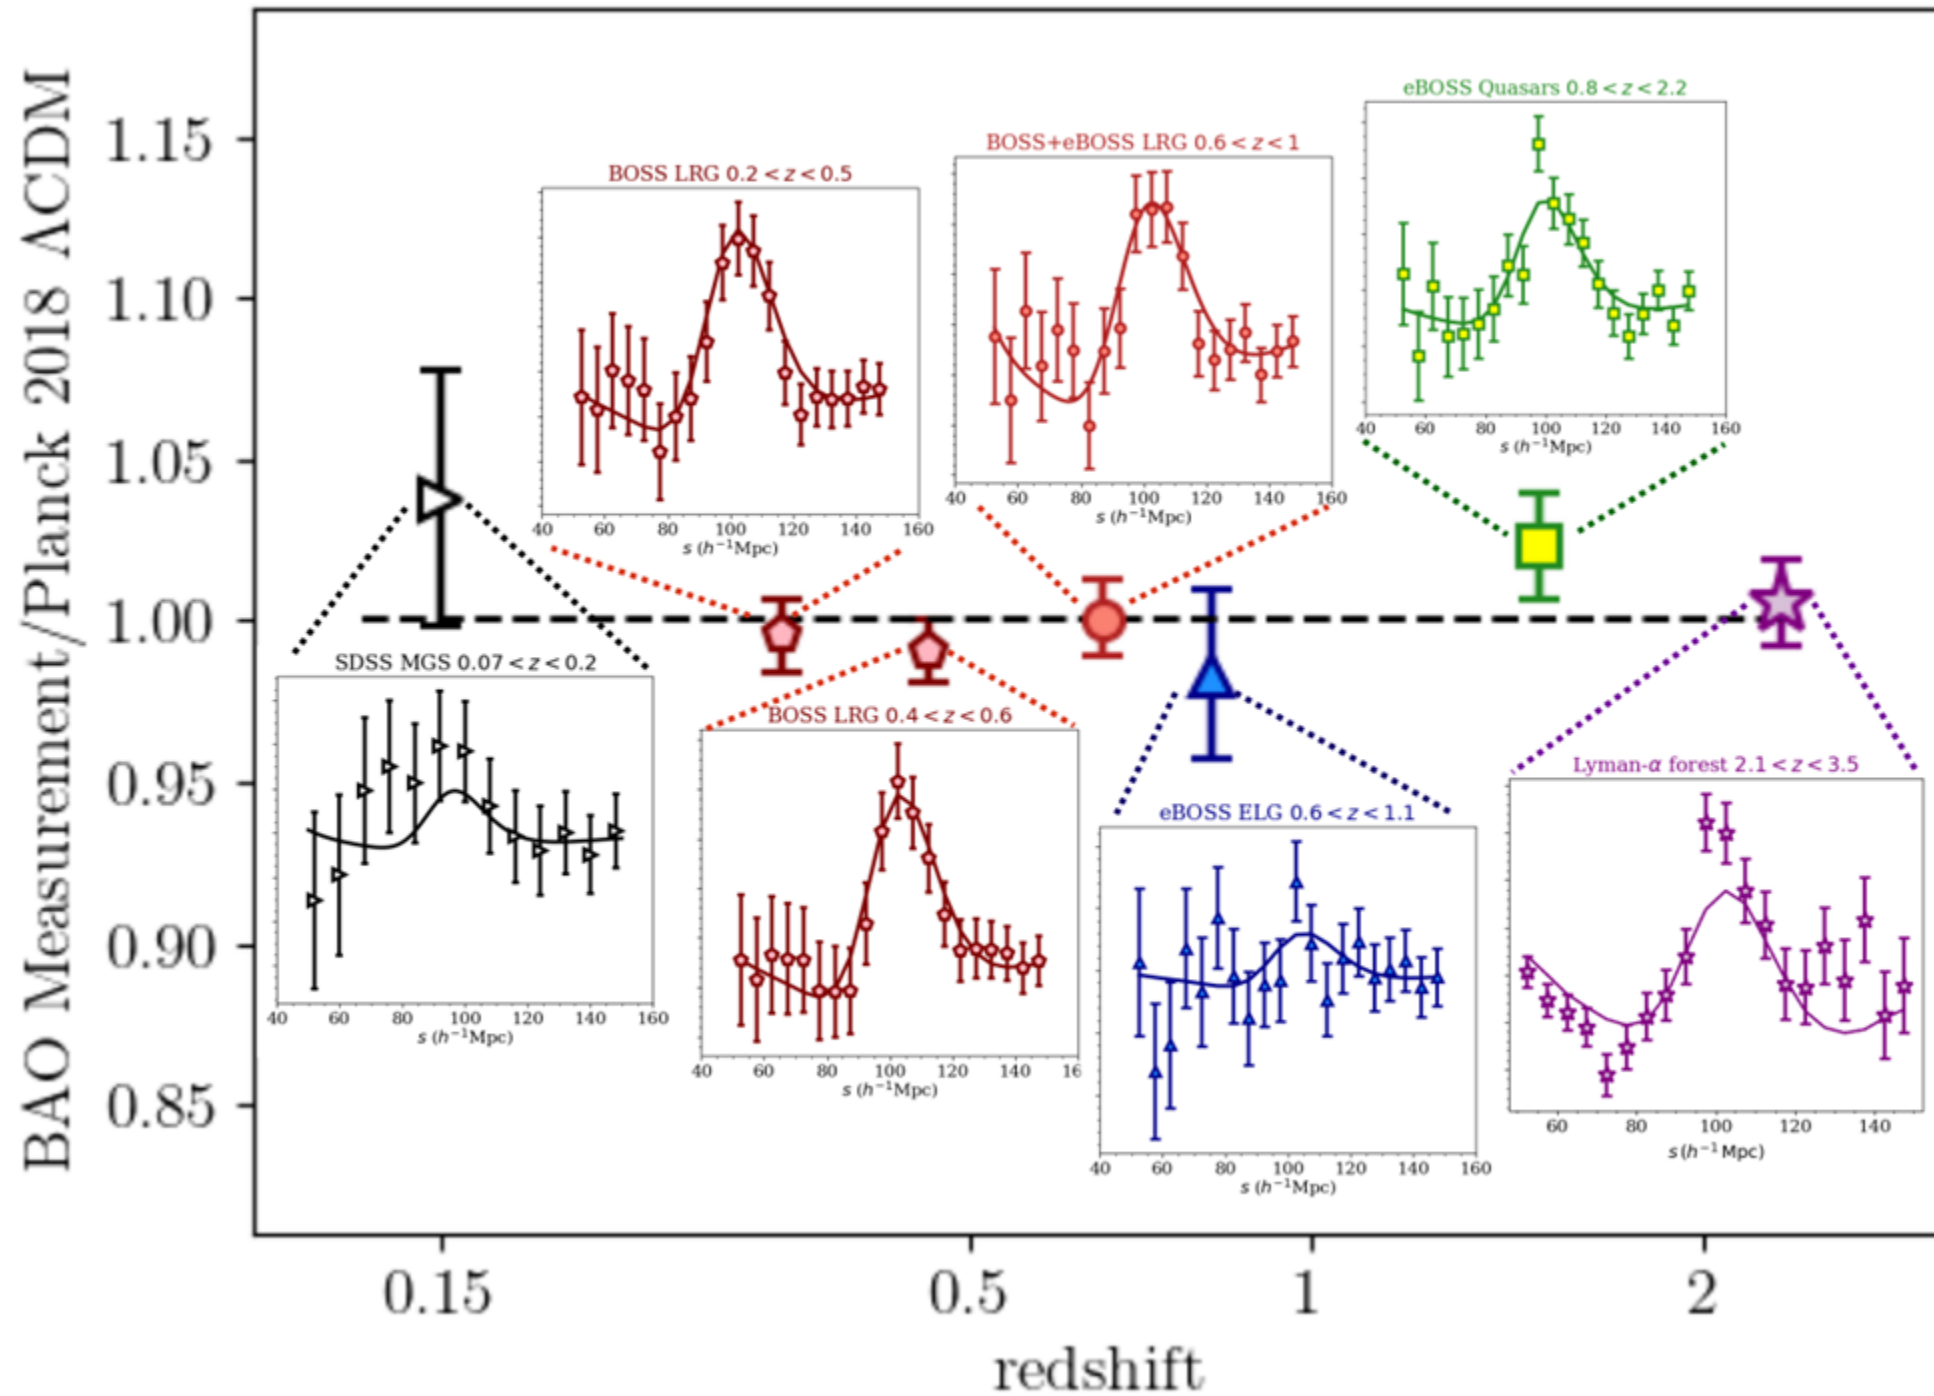 BAO Measurement/Planck 2018 ΛCDM
1.15
1.10
1.05
1.00
0.95
0.90
0.85
eBOSS Quasars 0.8 < z < 2.2
40 60 80 100 120 140 160
s (h⁻¹Mpc)
BOSS+eBOSS LRG 0.6 < z < 1
40 60 80 100 120 140 160
s (h⁻¹Mpc)
BOSS LRG 0.2 < z < 0.5
40 60 80 100 120 140 160
s (h⁻¹Mpc)
SDSS MGS 0.07 < z < 0.2
40 60 80 100 120 140 160
s (h⁻¹Mpc)
BOSS LRG 0.4 < z < 0.6
40 60 80 100 120 140 16
s (h⁻¹Mpc)
eBOSS ELG 0.6 < z < 1.1
40 60 80 100 120 140 160
s (h⁻¹Mpc)
Lyman-α forest 2.1 < z < 3.5
60 80 100 120 140
s (h⁻¹ Mpc)
0.15 0.5 1 2
redshift